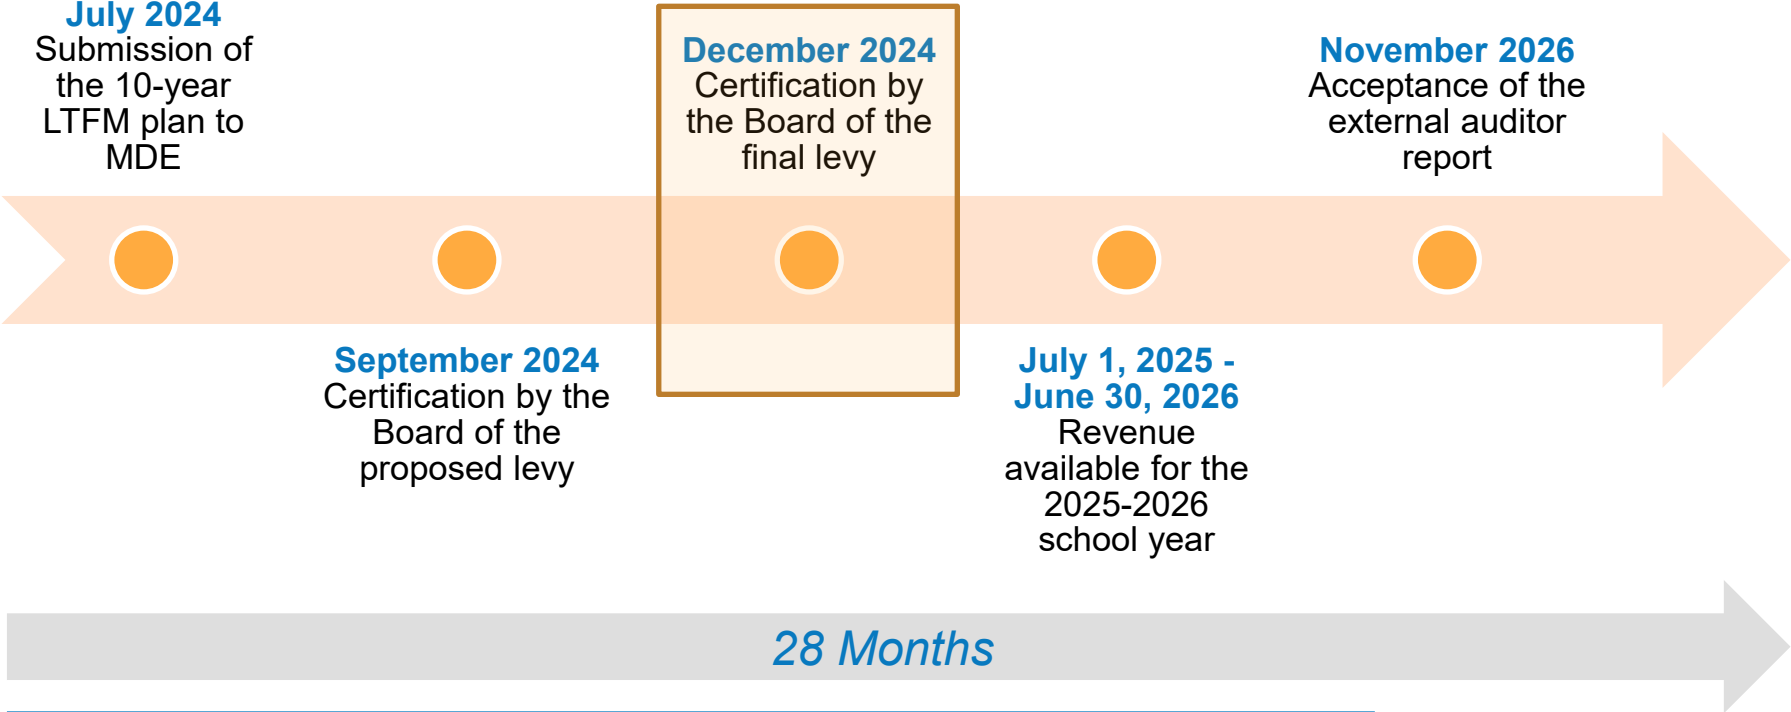 July 2024
Submission of
the 10-year
LTFM plan to
MDE
September 2024
Certification by the
Board of the
proposed levy
December 2024
Certification by
the Board of the
final levy
July 1, 2025 -
June 30, 2026
Revenue
available for the
2025-2026
school year
November 2026
Acceptance of the
external auditor
report
28 Months